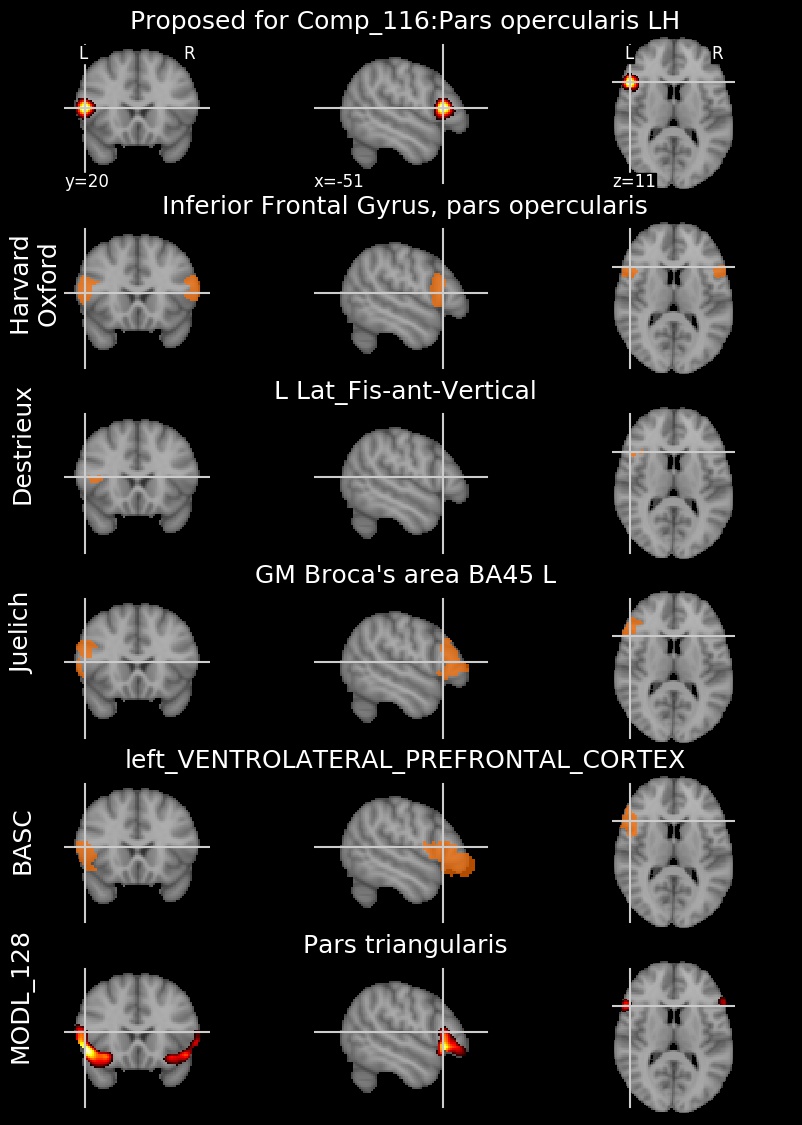 Proposed for Comp_116:Pars opercularis LH
L R L R
y=20 x=-51 z=11
Inferior Frontal Gyrus, pars opercularis
Harvard
Oxford
L Lat_Fis-ant-Vertical
Destrieux
GM Broca's area BA45 L
Juelich
left_VENTROLATERAL_PREFRONTAL_CORTEX
BASC
Pars triangularis
MODL_128